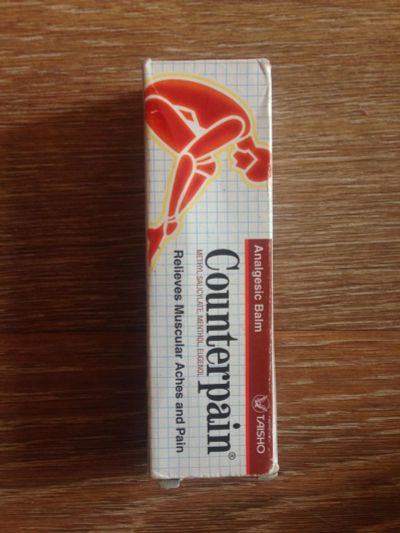 Analgesic Balm
TAISHO
Counterpain®
METHYL SALICYLATE, MENTHOL, EUGENOL
Relieves Muscular Aches and Pain